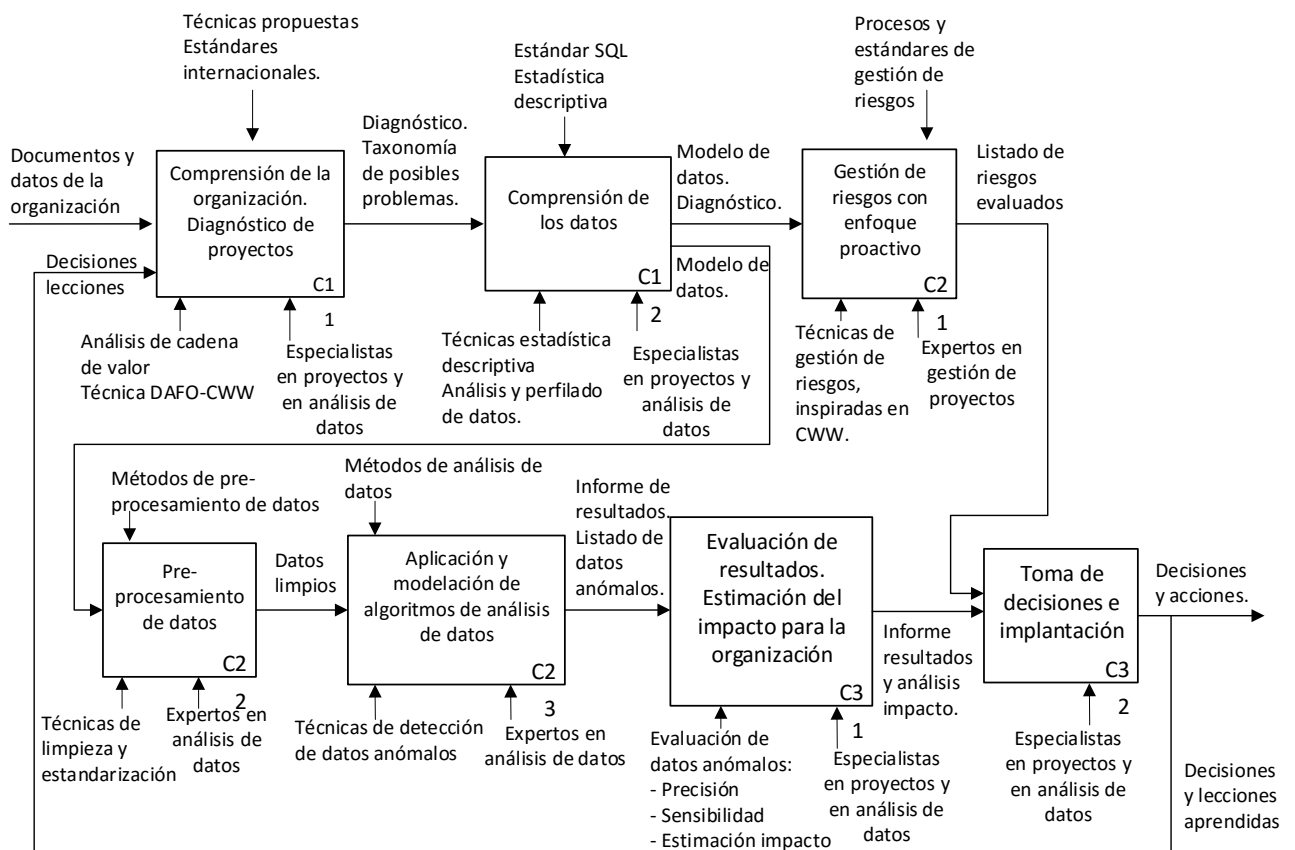 Técnicas propuestas
Estándares
internacionales.
Documentos y
datos de la
organización
Comprensión de la
organización.
Diagnóstico de
proyectos
C1
1
Decisiones
lecciones
Análisis de cadena
de valor
Técnica DAFO-CWW
Especialistas
en proyectos y
en análisis de
datos
Diagnóstico.
Taxonomía
de posibles
problemas.
Estándar SQL
Estadística
descriptiva
Comprensión de
los datos
C1
2
Técnicas estadística
descriptiva
Análisis y perfilado
de datos.
Especialistas
en proyectos y
análisis de
datos
Modelo de
datos.
Diagnóstico.
Modelo de
datos.
Procesos y
estándares de
gestión de
riesgos
Gestión de
riesgos con
enfoque
proactivo
C2
1
Técnicas de
gestión de
riesgos,
inspiradas en
CWW.
Expertos en
gestión de
proyectos
Listado de
riesgos
evaluados
Métodos de pre-
procesamiento de datos
Pre-
procesamiento
de datos
C2
2
Técnicas de
limpieza y
estandarización
Expertos en
análisis de
datos
Datos
limpios
Métodos de análisis de
datos
Aplicación y
modelación de
algoritmos de análisis
de datos
C2
3
Técnicas de detección
de datos anómalos
Expertos en
análisis de datos
Informe de
resultados.
Listado de
datos
anómalos.
Evaluación de
resultados.
Estimación del
impacto para la
organización
C3
1
Evaluación de
datos anómalos:
- Precisión
- Sensibilidad
- Estimación impacto
Especialistas
en proyectos y
en análisis de
datos
Informe
resultados
y análisis
impacto.
Toma de
decisiones e
implantación
C3
2
Especialistas
en proyectos y
en análisis de
datos
Decisiones
y acciones.
Decisiones
y lecciones
aprendidas